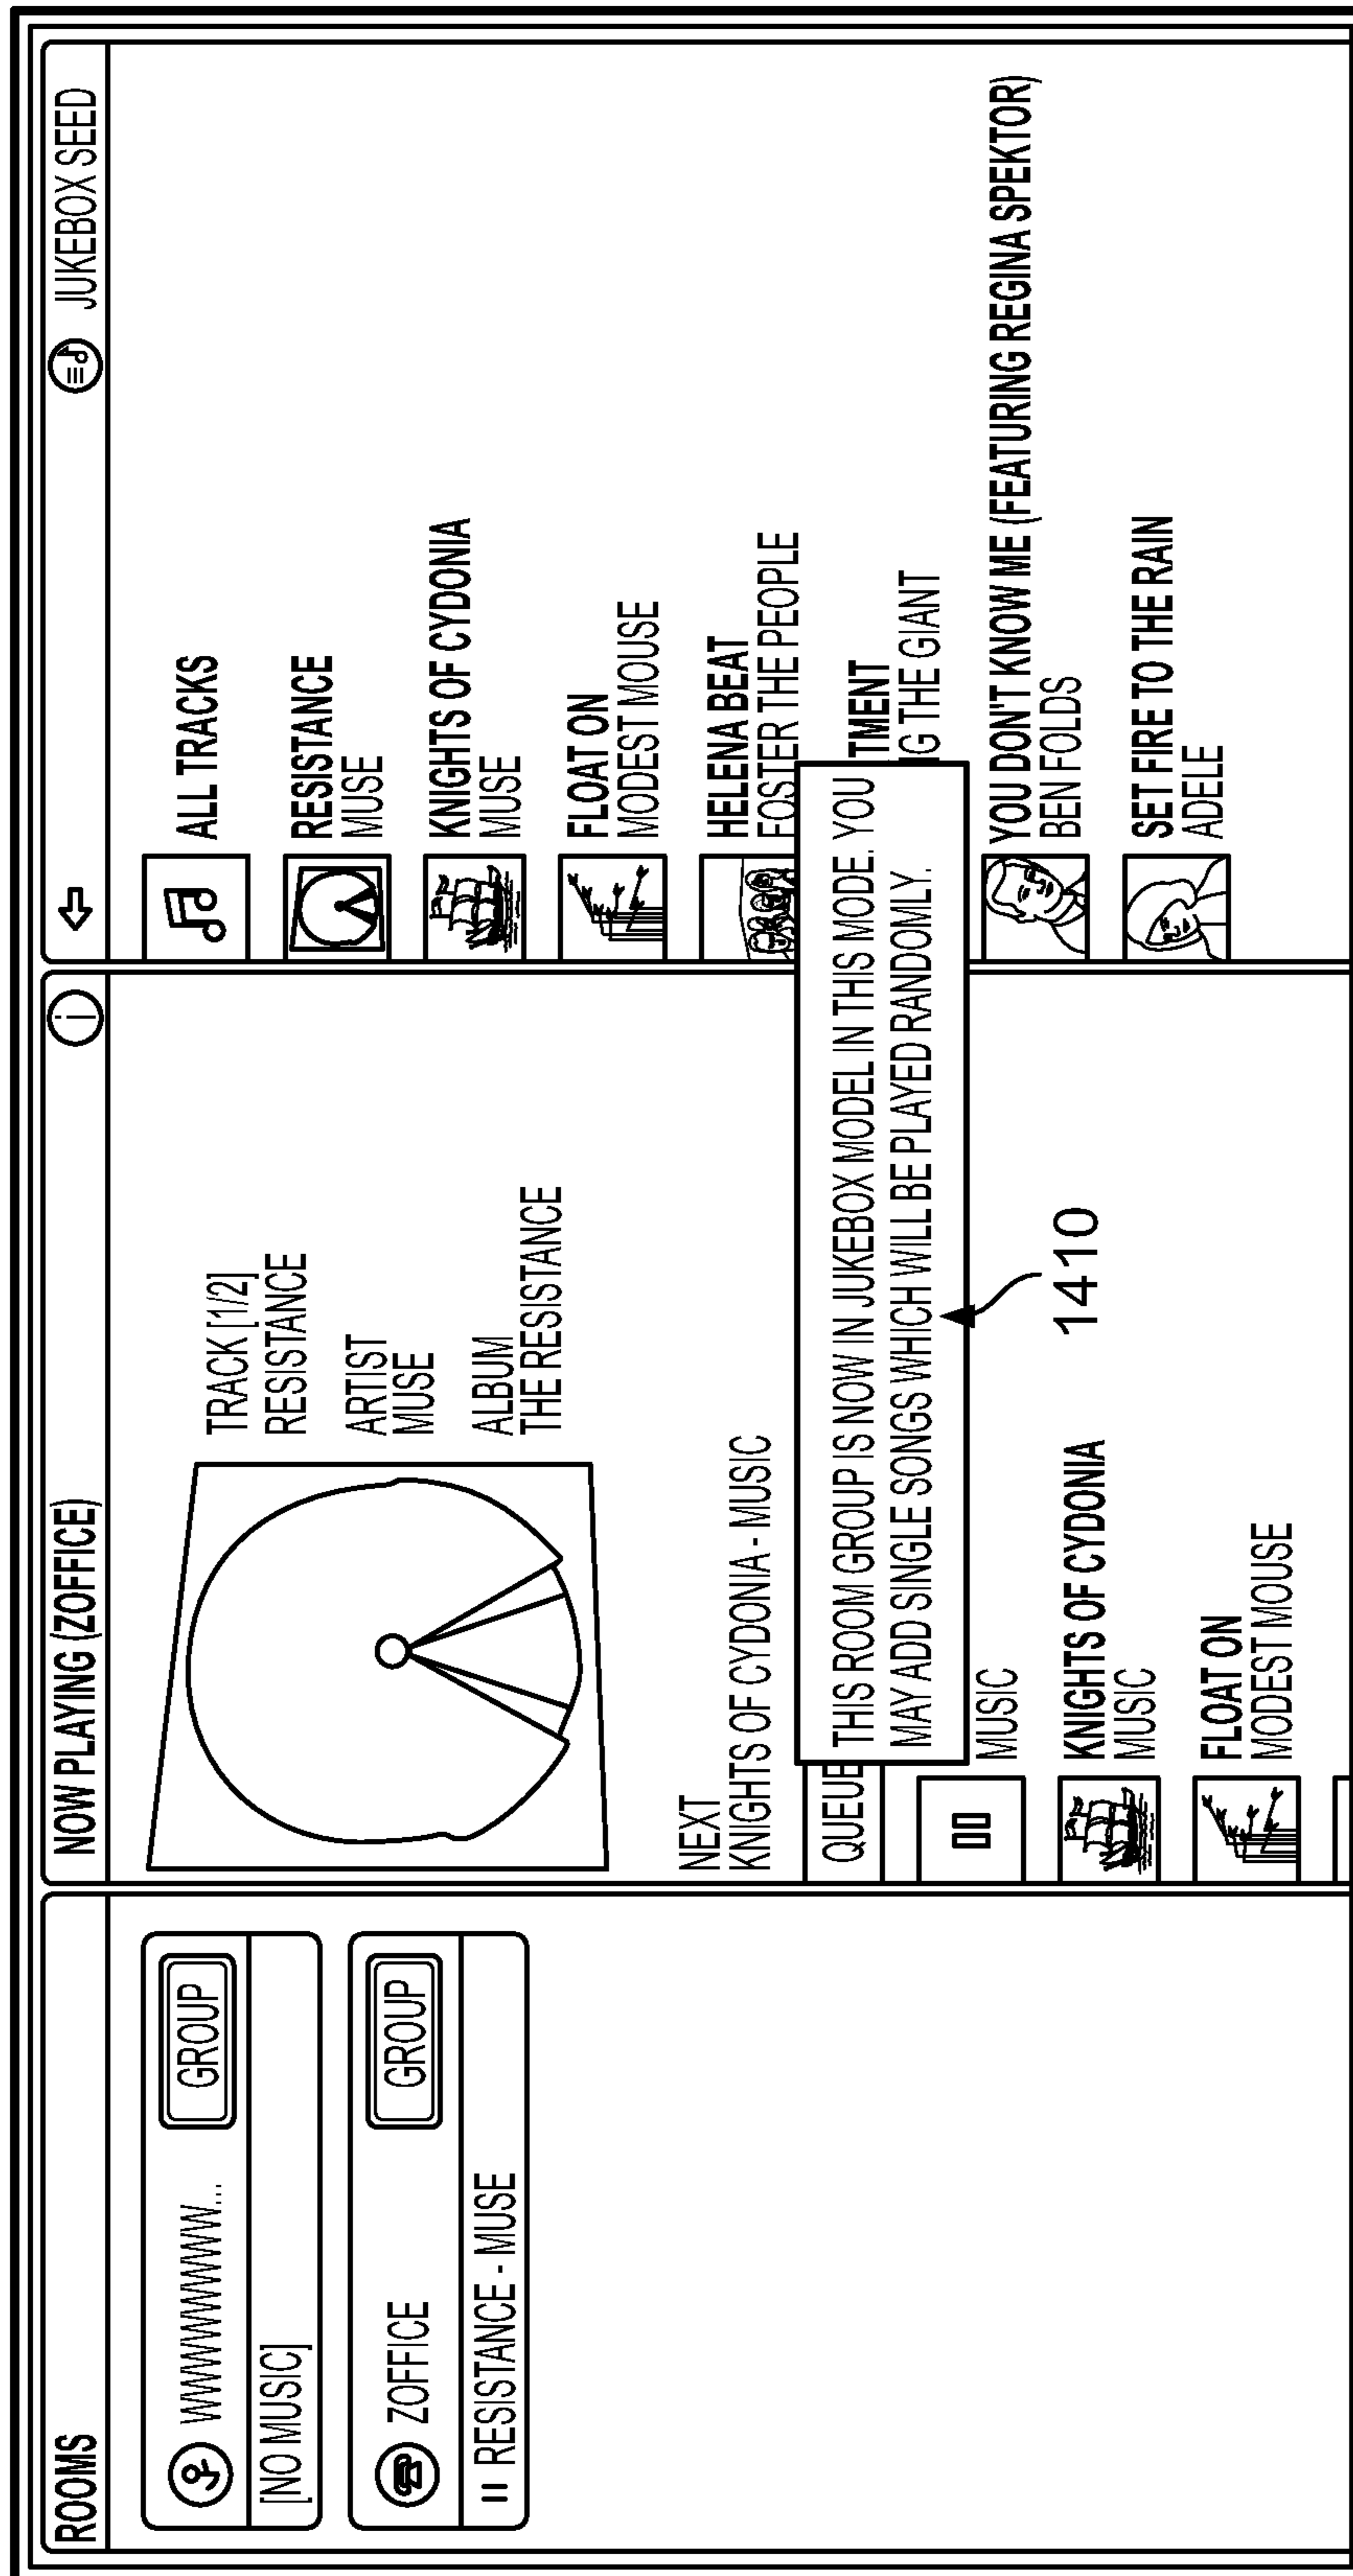 ROOMS
WWWWWWW...
GROUP
[NO MUSIC]
ZOFFICE
GROUP
RESISTANCE - MUSE
NOW PLAYING (ZOFFICE)
i
TRACK [1/2]
RESISTANCE
ARTIST
MUSE
ALBUM
THE RESISTANCE
NEXT
KNIGHTS OF CYDONIA - MUSIC
QUEUE
MUSIC
KNIGHTS OF CYDONIA
MUSIC
FLOAT ON
MODEST MOUSE
THIS ROOM GROUP IS NOW IN JUKEBOX MODEL IN THIS MODE. YOU
MAY ADD SINGLE SONGS WHICH WILL BE PLAYED RANDOMLY.
1410
JUKEBOX SEED
ALL TRACKS
RESISTANCE
MUSE
KNIGHTS OF CYDONIA
MUSE
FLOAT ON
MODEST MOUSE
HELENA BEAT
FOSTER THE PEOPLE
TMENT
G THE GIANT
YOU DON'T KNOW ME (FEATURING REGINA SPEKTOR)
BEN FOLDS
SET FIRE TO THE RAIN
ADELE